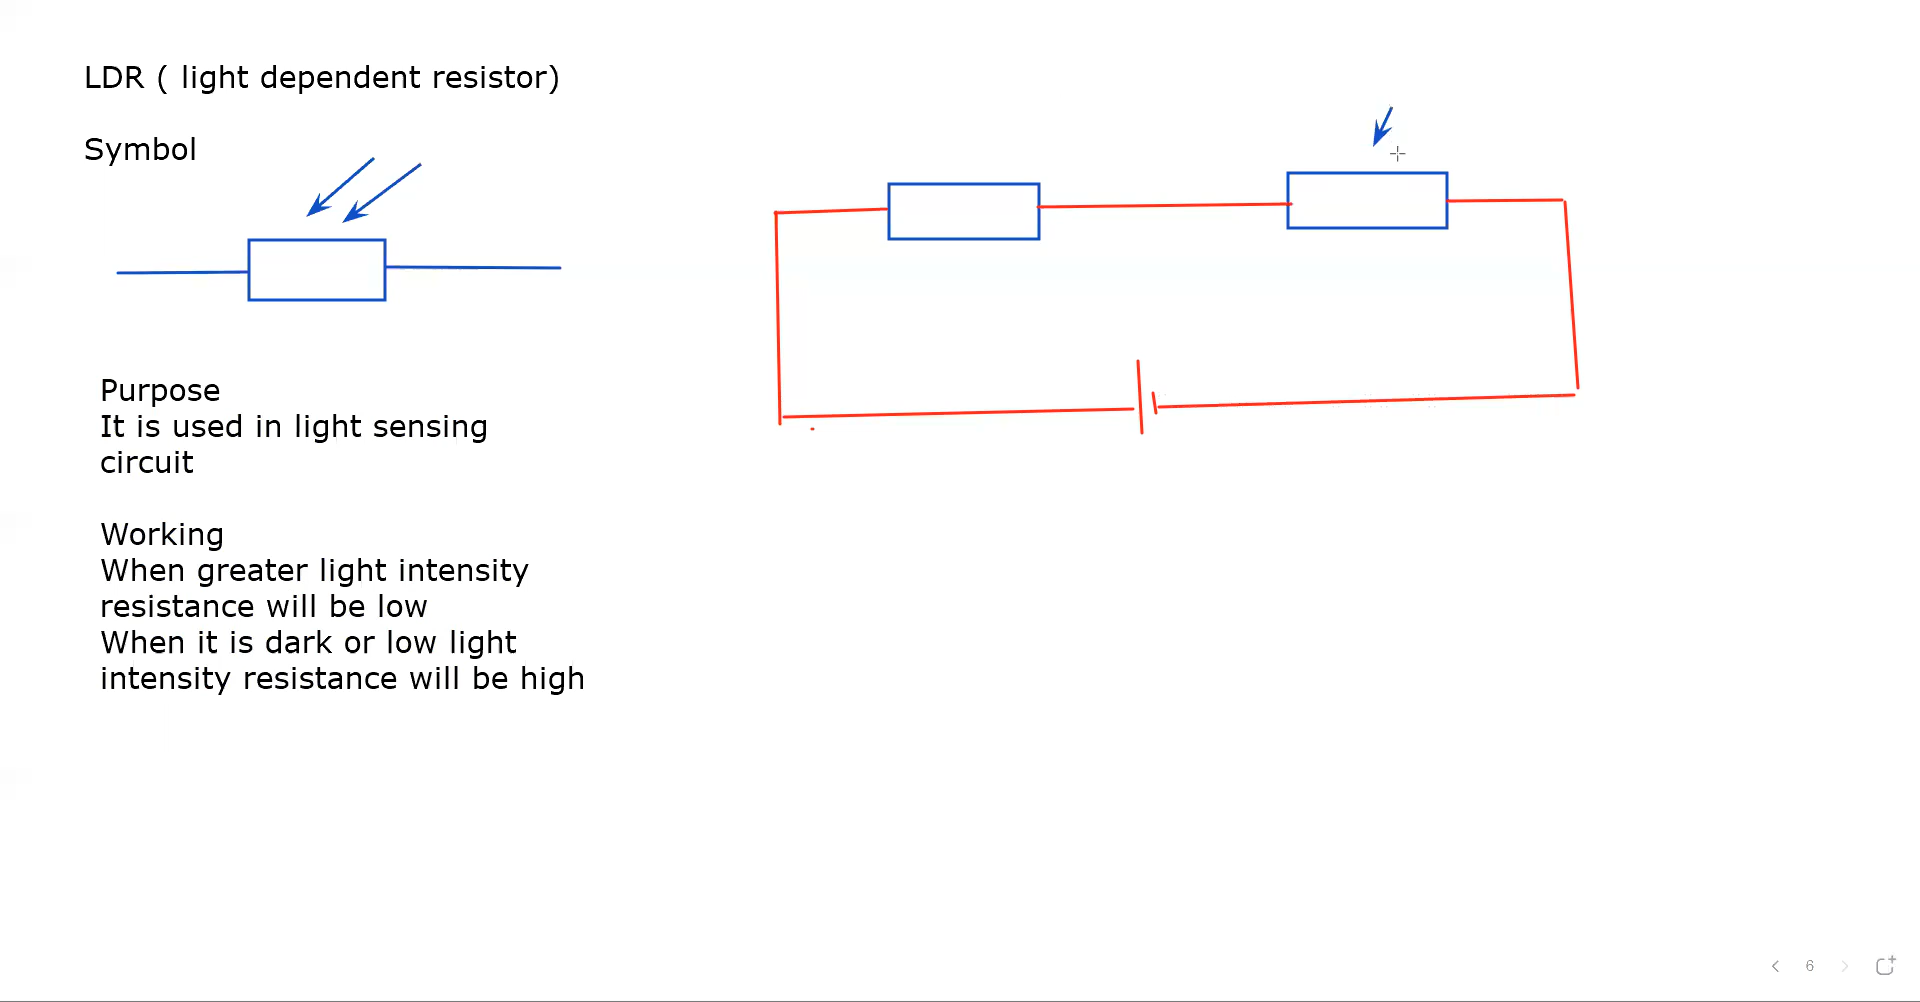 LDR ( light dependent resistor)
Symbol
Purpose
It is used in light sensing
circuit
Working
When greater light intensity
resistance will be low
When it is dark or low light
intensity resistance will be high
6